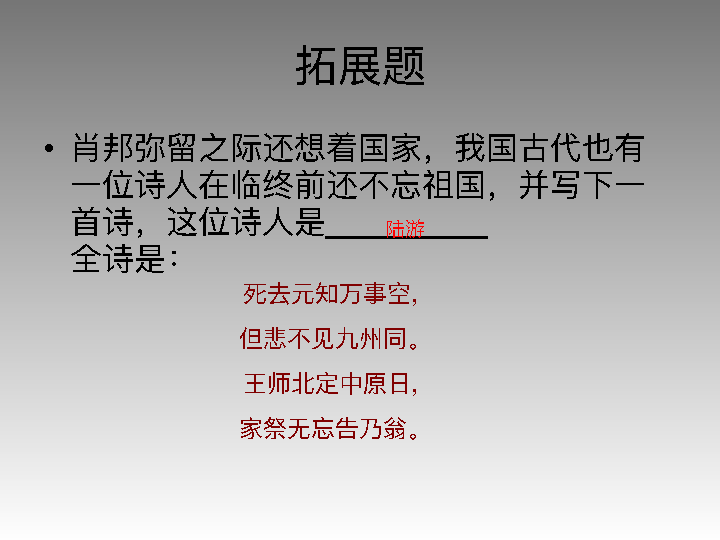 拓展题
• 肖邦弥留之际还想着国家，我国古代也有
一位诗人在临终前还不忘祖国，并写下一
首诗，这位诗人是__陆游__
全诗是：
死去元知万事空，
但悲不见九州同。
王师北定中原日，
家祭无忘告乃翁。